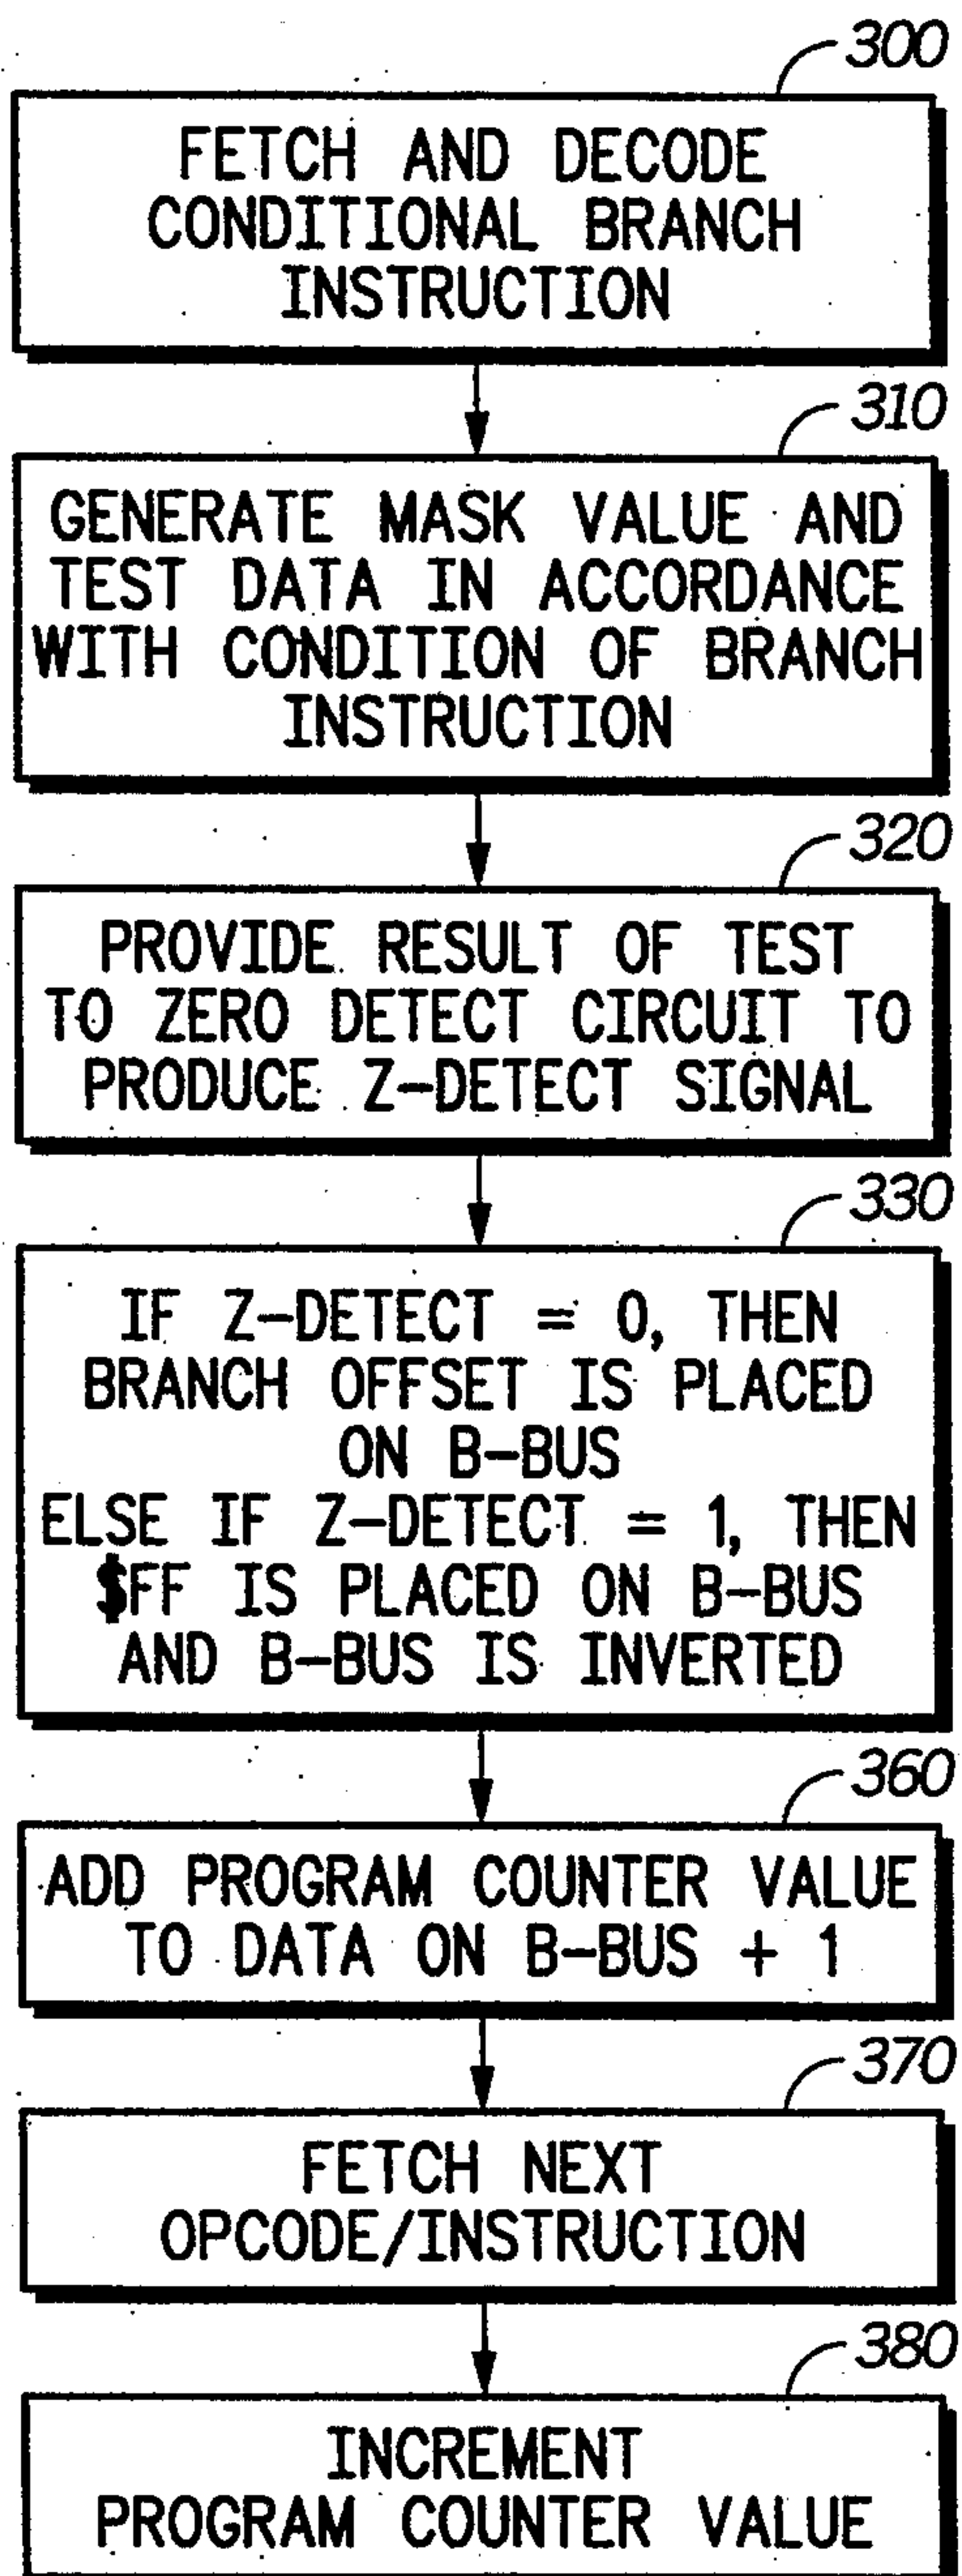 300
FETCH AND DECODE
CONDITIONAL BRANCH
INSTRUCTION
310
GENERATE MASK VALUE AND
TEST DATA IN ACCORDANCE
WITH CONDITION OF BRANCH
INSTRUCTION
320
PROVIDE RESULT OF TEST
TO ZERO DETECT CIRCUIT TO
PRODUCE Z-DETECT SIGNAL
330
IF Z-DETECT = 0, THEN
BRANCH OFFSET IS PLACED
ON B-BUS
ELSE IF Z-DETECT = 1, THEN
$FF IS PLACED ON B-BUS
AND B-BUS IS INVERTED
360
ADD PROGRAM COUNTER VALUE
TO DATA ON B-BUS + 1
370
FETCH NEXT
OPCODE/INSTRUCTION
380
INCREMENT
PROGRAM COUNTER VALUE